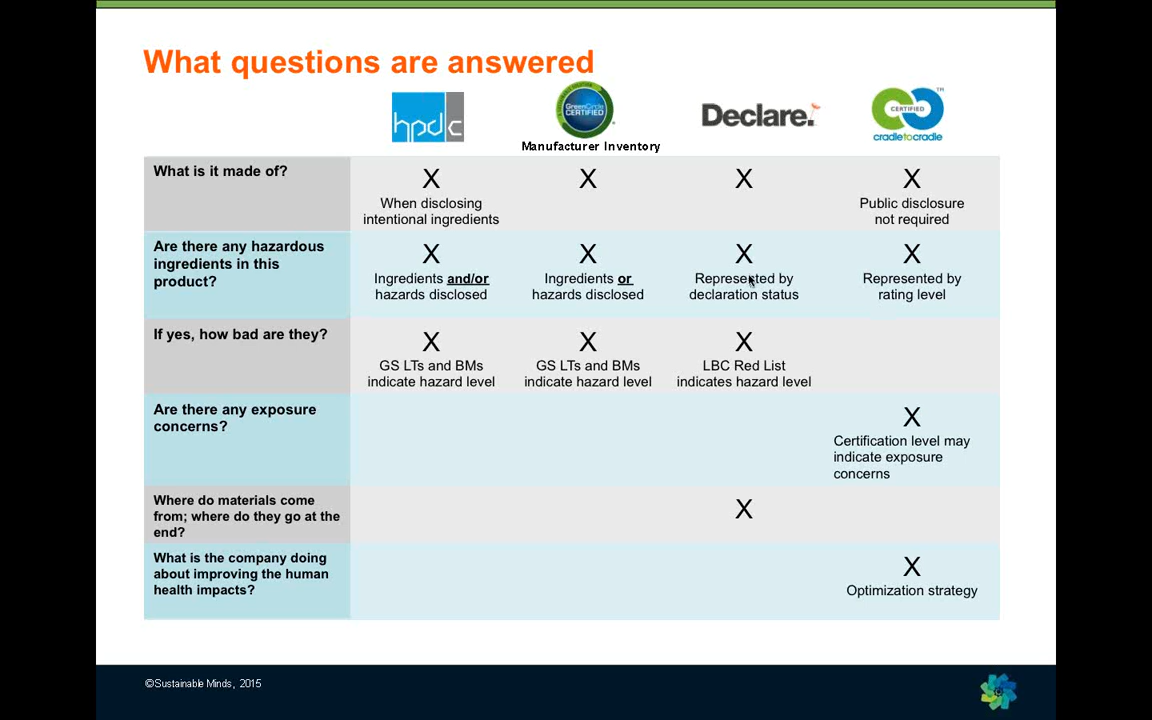 What questions are answered
hpdc
GreenCircle
CERTIFIED
Declare.
CERTIFIED
TM
cradletocradle
Manufacturer Inventory
What is it made of?
X
When disclosing
intentional ingredients
X
X
X
Public disclosure
not required
Are there any hazardous
ingredients in this
product?
X
Ingredients and/or
hazards disclosed
X
Ingredients or
hazards disclosed
X
Represented by
declaration status
X
Represented by
rating level
If yes, how bad are they?
X
GS LTs and BMs
indicate hazard level
X
GS LTs and BMs
indicate hazard level
X
LBC Red List
indicates hazard level
Are there any exposure
concerns?
X
Certification level may
indicate exposure
concerns
Where do materials come
from; where do they go at the
end?
X
What is the company doing
about improving the human
health impacts?
X
Optimization strategy
©Sustainable Minds, 2015